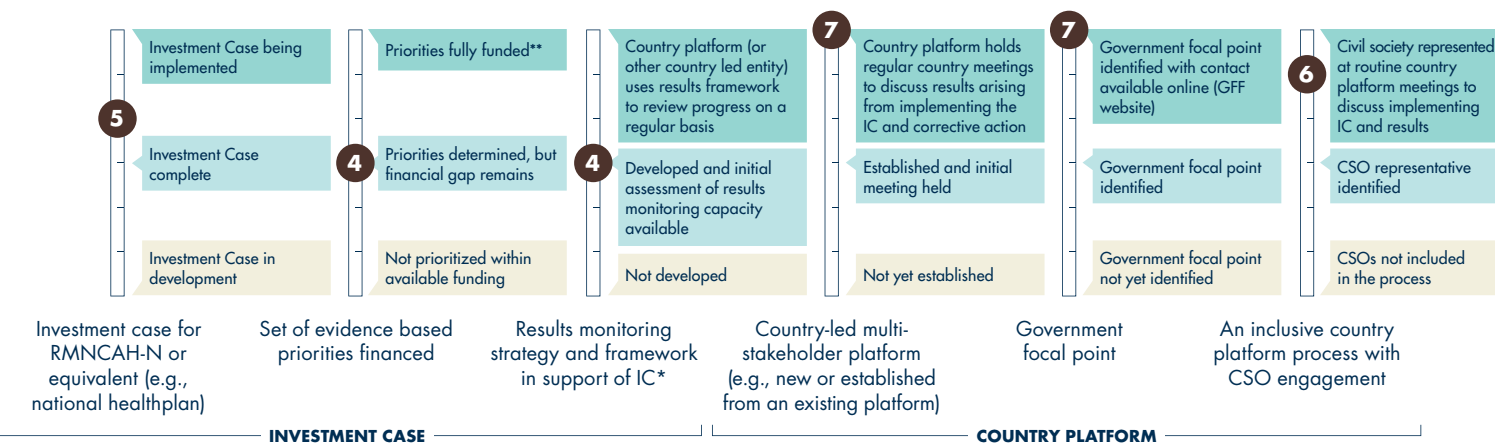 5
Investment Case being
implemented
Investment Case
complete
Investment Case in
development
Investment case for
RMNCAH-N or
equivalent (e.g.,
national healthplan)
4
Priorities fully funded**
Priorities determined, but
financial gap remains
Not prioritized within
available funding
Set of evidence based
priorities financed
4
Country platform (or
other country led entity)
uses results framework
to review progress on a
regular basis
Developed and initial
assessment of results
monitoring capacity
available
Not developed
Results monitoring
strategy and framework
in support of IC*
7
Country platform holds
regular country meetings
to discuss results arising
from implementing the
IC and corrective action
Established and initial
meeting held
Not yet established
Country-led multi-
stakeholder platform
(e.g., new or established
from an existing platform)
7
Government focal point
identified with contact
available online (GFF
website)
Government focal point
identified
Government focal point
not yet identified
Government
focal point
6
Civil society represented
at routine country
platform meetings to
discuss implementing
IC and results
CSO representative
identified
CSOs not included
in the process
An inclusive country
platform process with
CSO engagement
INVESTMENT CASE
COUNTRY PLATFORM